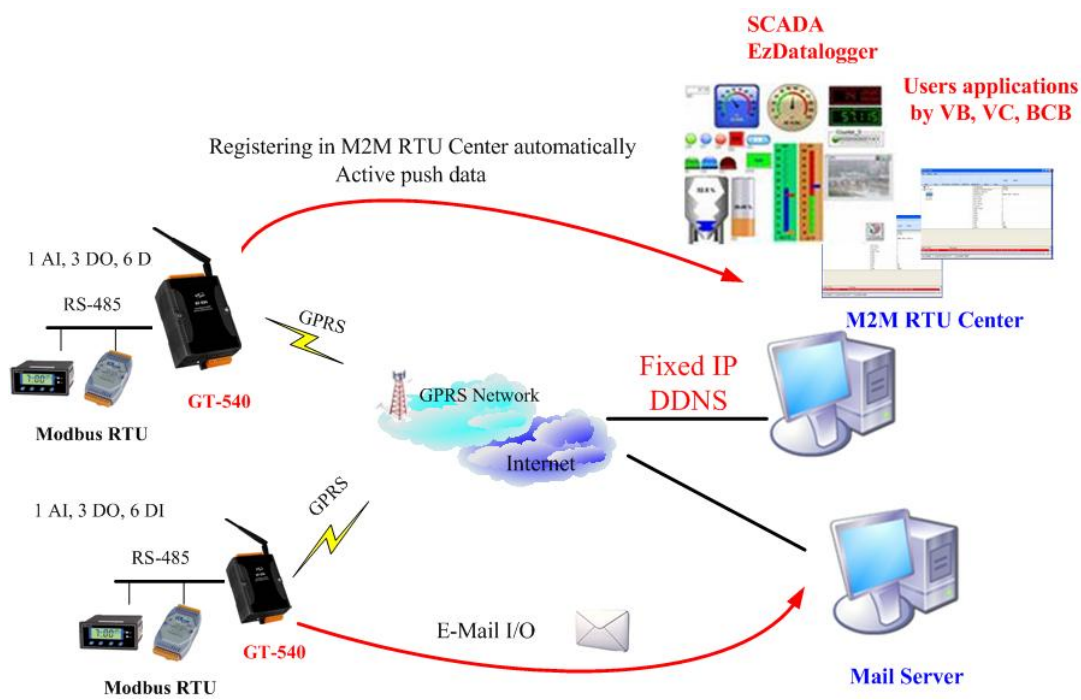 SCADA
EzDatalogger
Users applications
by VB, VC, BCB
Registering in M2M RTU Center automatically
Active push data
1 AI, 3 DO, 6 D
RS-485
GPRS
M2M RTU Center
Fixed IP
DDNS
GPRS Network
GT-540
Modbus RTU
Internet
1 AI, 3 DO, 6 DI
GPRS
RS-485
E-Mail I/O
GT-540
Mail Server
Modbus RTU